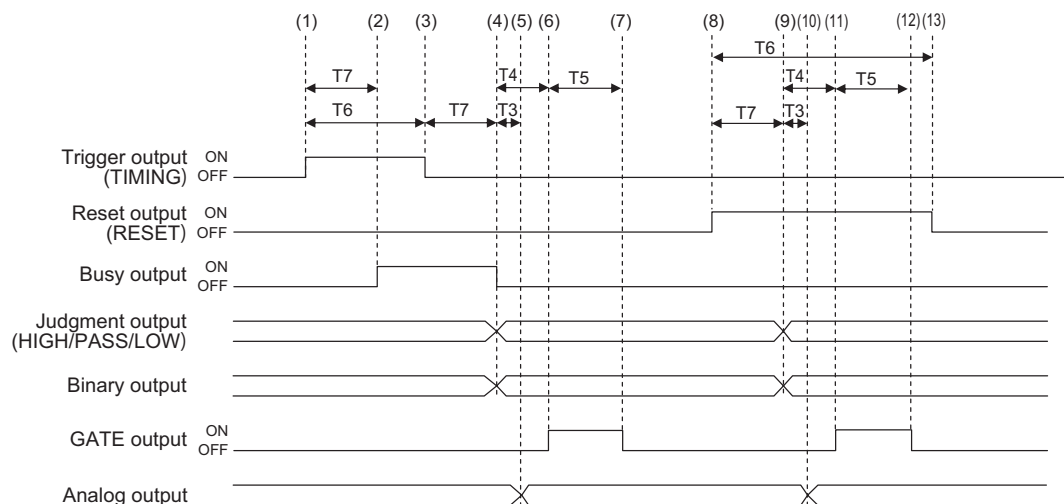 (1) (2) (3) (4) (5) (6) (7) (8) (9) (10) (11) (12) (13)
T6
T7 T4 T5 T4 T5
T6 T7 T3 T7 T3
Trigger output ON
(TIMING) OFF
Reset output ON
(RESET) OFF
Busy output ON
OFF
Judgment output
(HIGH/PASS/LOW)
Binary output
GATE output ON
OFF
Analog output